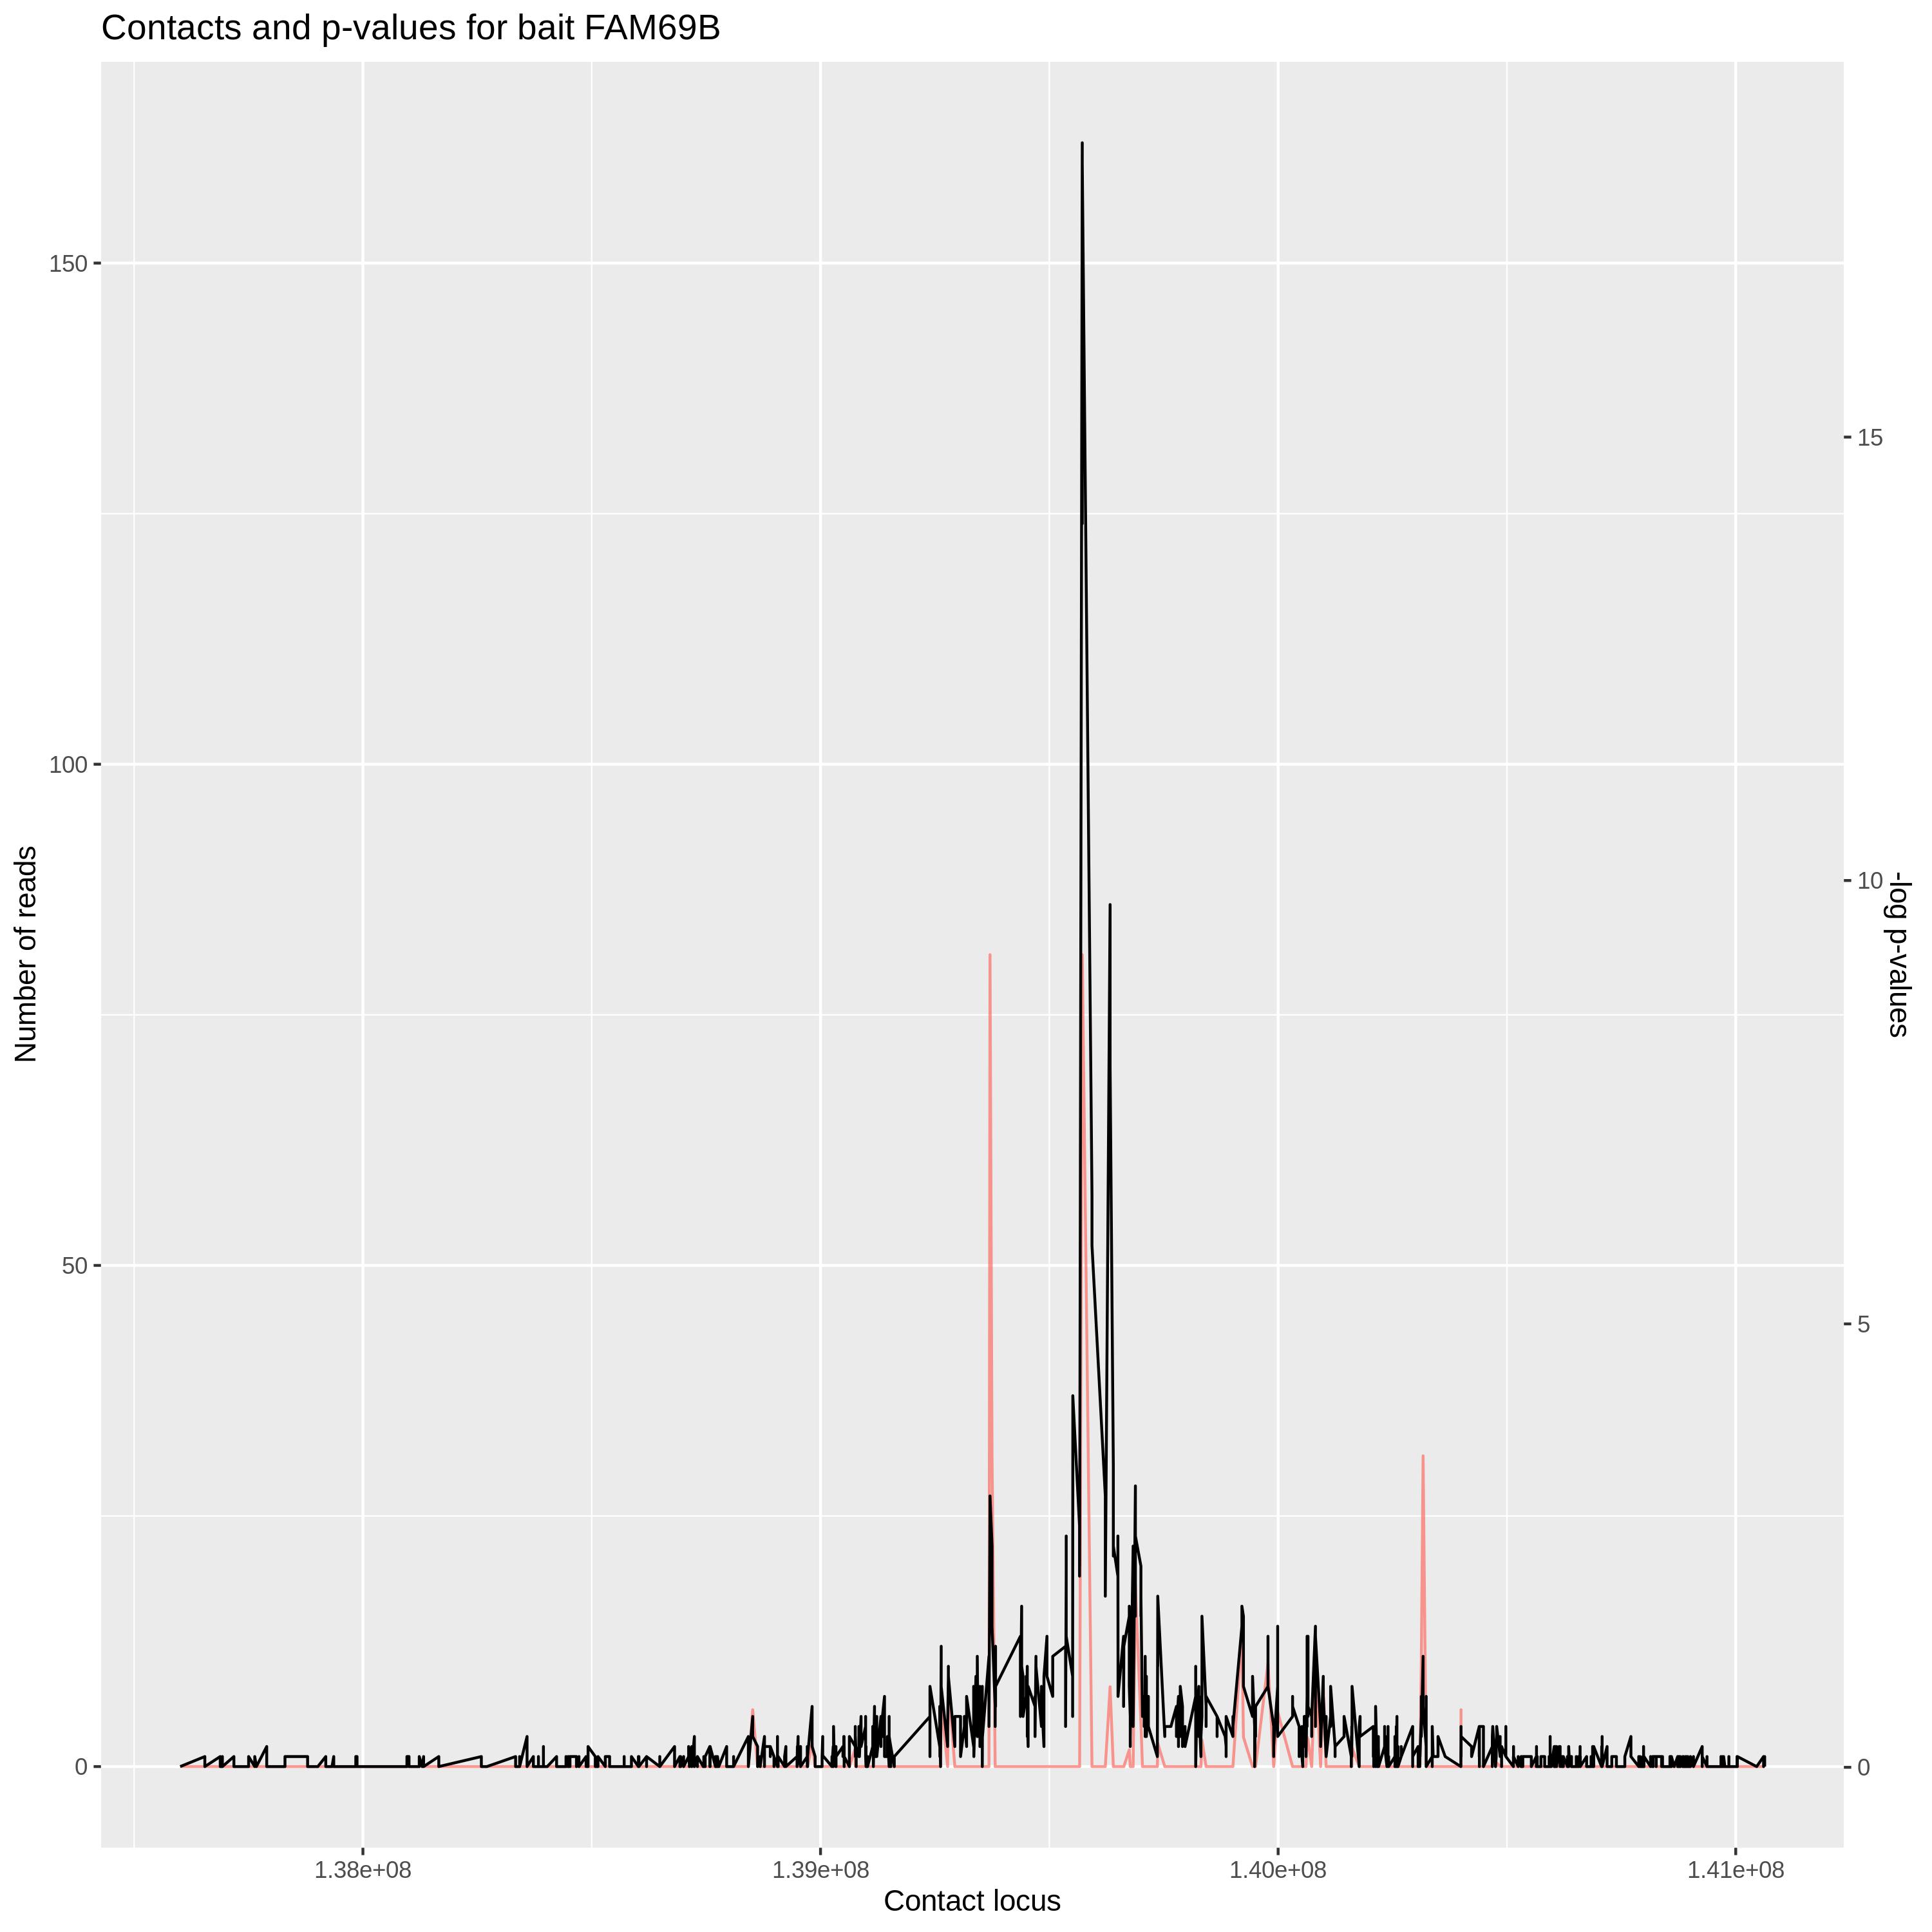 Contacts and p-values for bait FAM69B
150
100
50
0
15
10
5
0
Number of reads
-log p-values
1.38e+08
1.39e+08
1.40e+08
1.41e+08
Contact locus